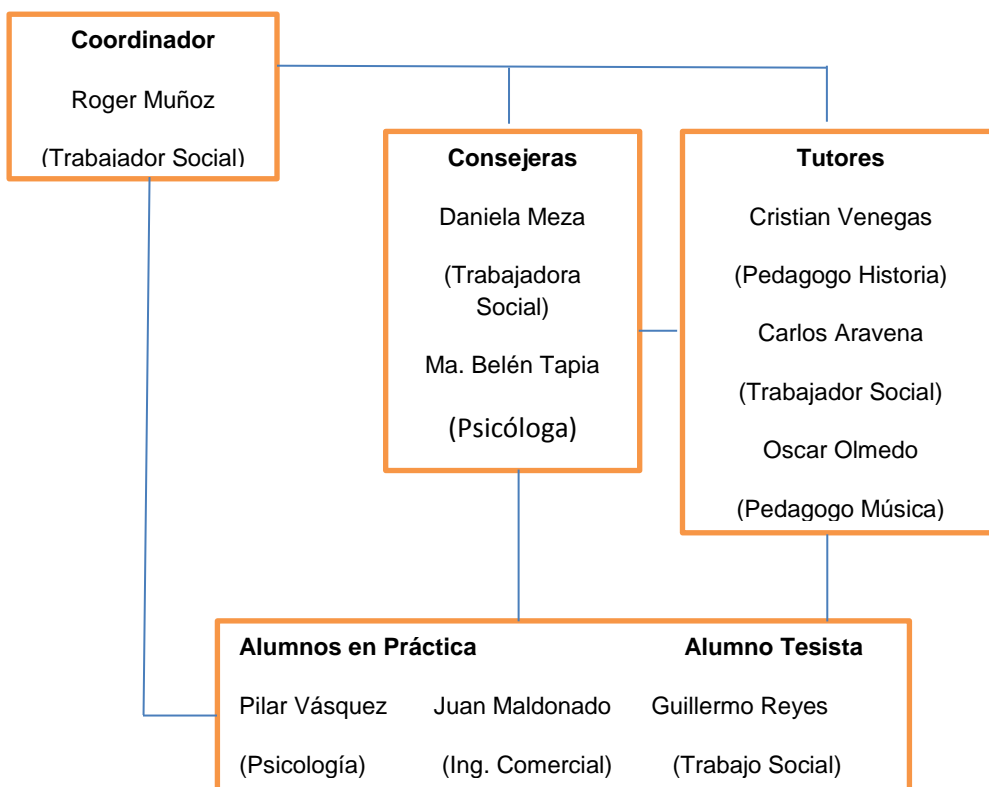 Coordinador
Roger Muñoz
(Trabajador Social)
Consejeras
Daniela Meza
(Trabajadora
Social)
Ma. Belén Tapia
(Psicóloga)
Tutores
Cristian Venegas
(Pedagogo Historia)
Carlos Aravena
(Trabajador Social)
Oscar Olmedo
(Pedagogo Música)
Alumnos en Práctica Alumno Tesista
Pilar Vásquez Juan Maldonado Guillermo Reyes
(Psicología) (Ing. Comercial) (Trabajo Social)